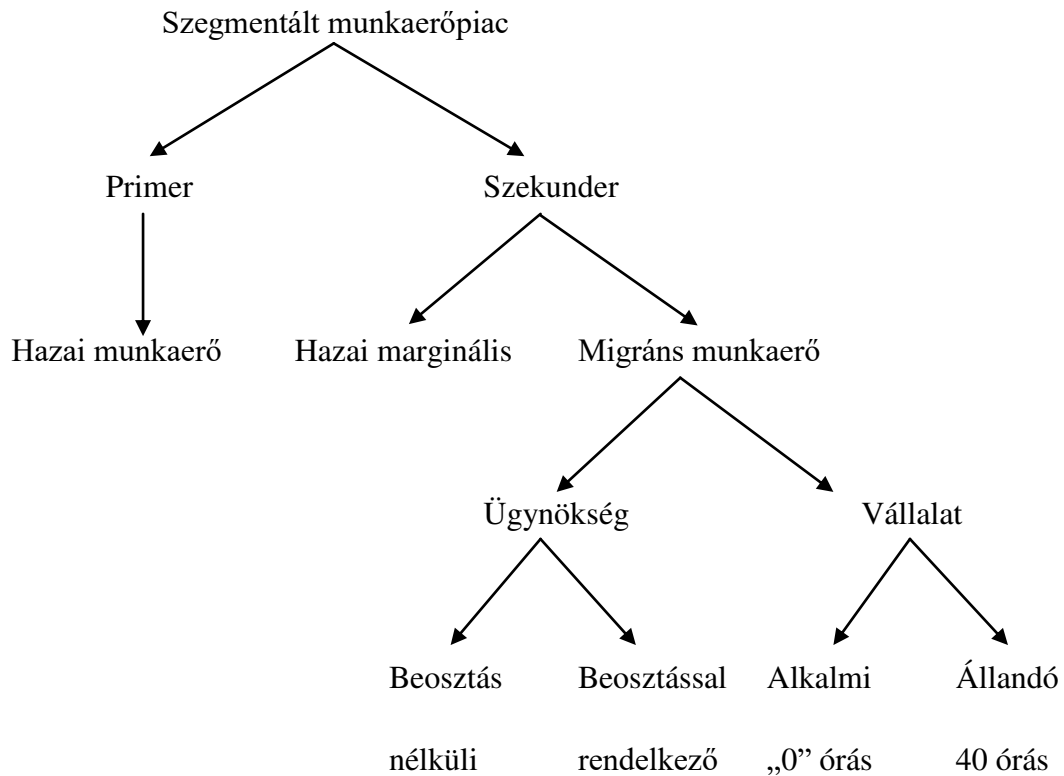 Szegmentált munkaerőpiac
Primer Szekunder
Hazai munkaerő Hazai marginális Migráns munkaerő
Ügynökség Vállalat
Beosztás Beosztással Alkalmi Állandó
nélküli rendelkező „0” órás 40 órás